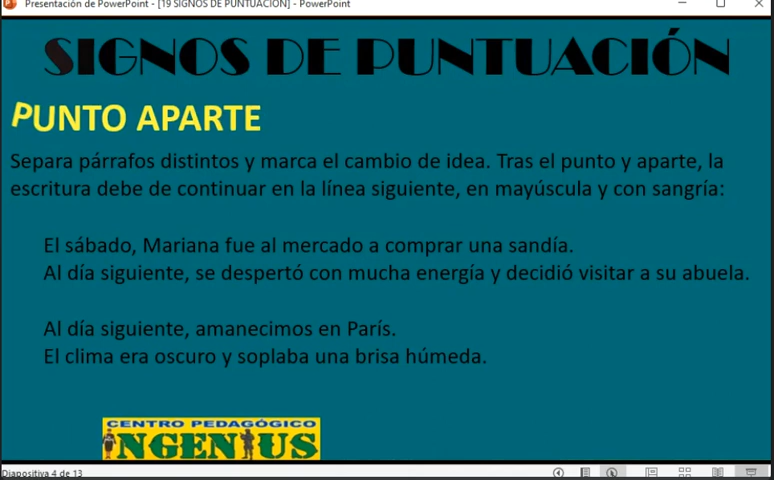 Presentación de PowerPoint - [19 SIGNOS DE PUNTUACION] - PowerPoint
SIGNOS DE PUNTUACIÓN
PUNTO APARTE
Separa párrafos distintos y marca el cambio de idea. Tras el punto y aparte, la
escritura debe de continuar en la línea siguiente, en mayúscula y con sangría:
El sábado, Mariana fue al mercado a comprar una sandía.
Al día siguiente, se despertó con mucha energía y decidió visitar a su abuela.
Al día siguiente, amanecimos en París.
El clima era oscuro y soplaba una brisa húmeda.
CENTRO PEDAGÓGICO
INGENIUS
Diapositiva 4 de 13